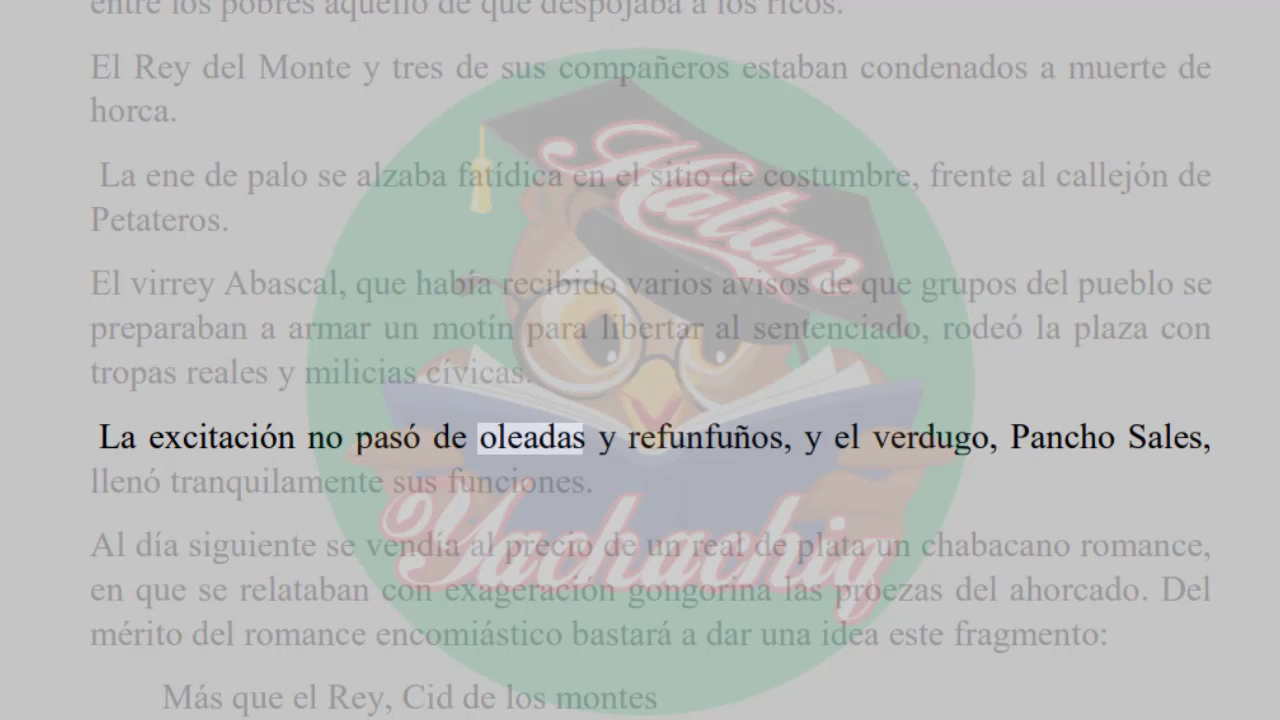 entre los pobres aquello de que despojaba a los ricos.
El Rey del Monte y tres de sus compañeros estaban condenados a muerte de
horca.
La ene de palo se alzaba fatídica en el sitio de costumbre, frente al callejón de
Petateros.
El virrey Abascal, que había recibido varios avisos de que grupos del pueblo se
preparaban a armar un motín para libertar al sentenciado, rodeó la plaza con
tropas reales y milicias cívicas.
La excitación no pasó de oleadas y refunfuños, y el verdugo, Pancho Sales,
llenó tranquilamente sus funciones.
Al día siguiente se vendía al precio de un real de plata un chabacano romance,
en que se relataban con exageración gongorina las proezas del ahorcado. Del
mérito del romance encomiástico bastará a dar una idea este fragmento:
Más que el Rey, Cid de los montes
Hatun
Yachachiq